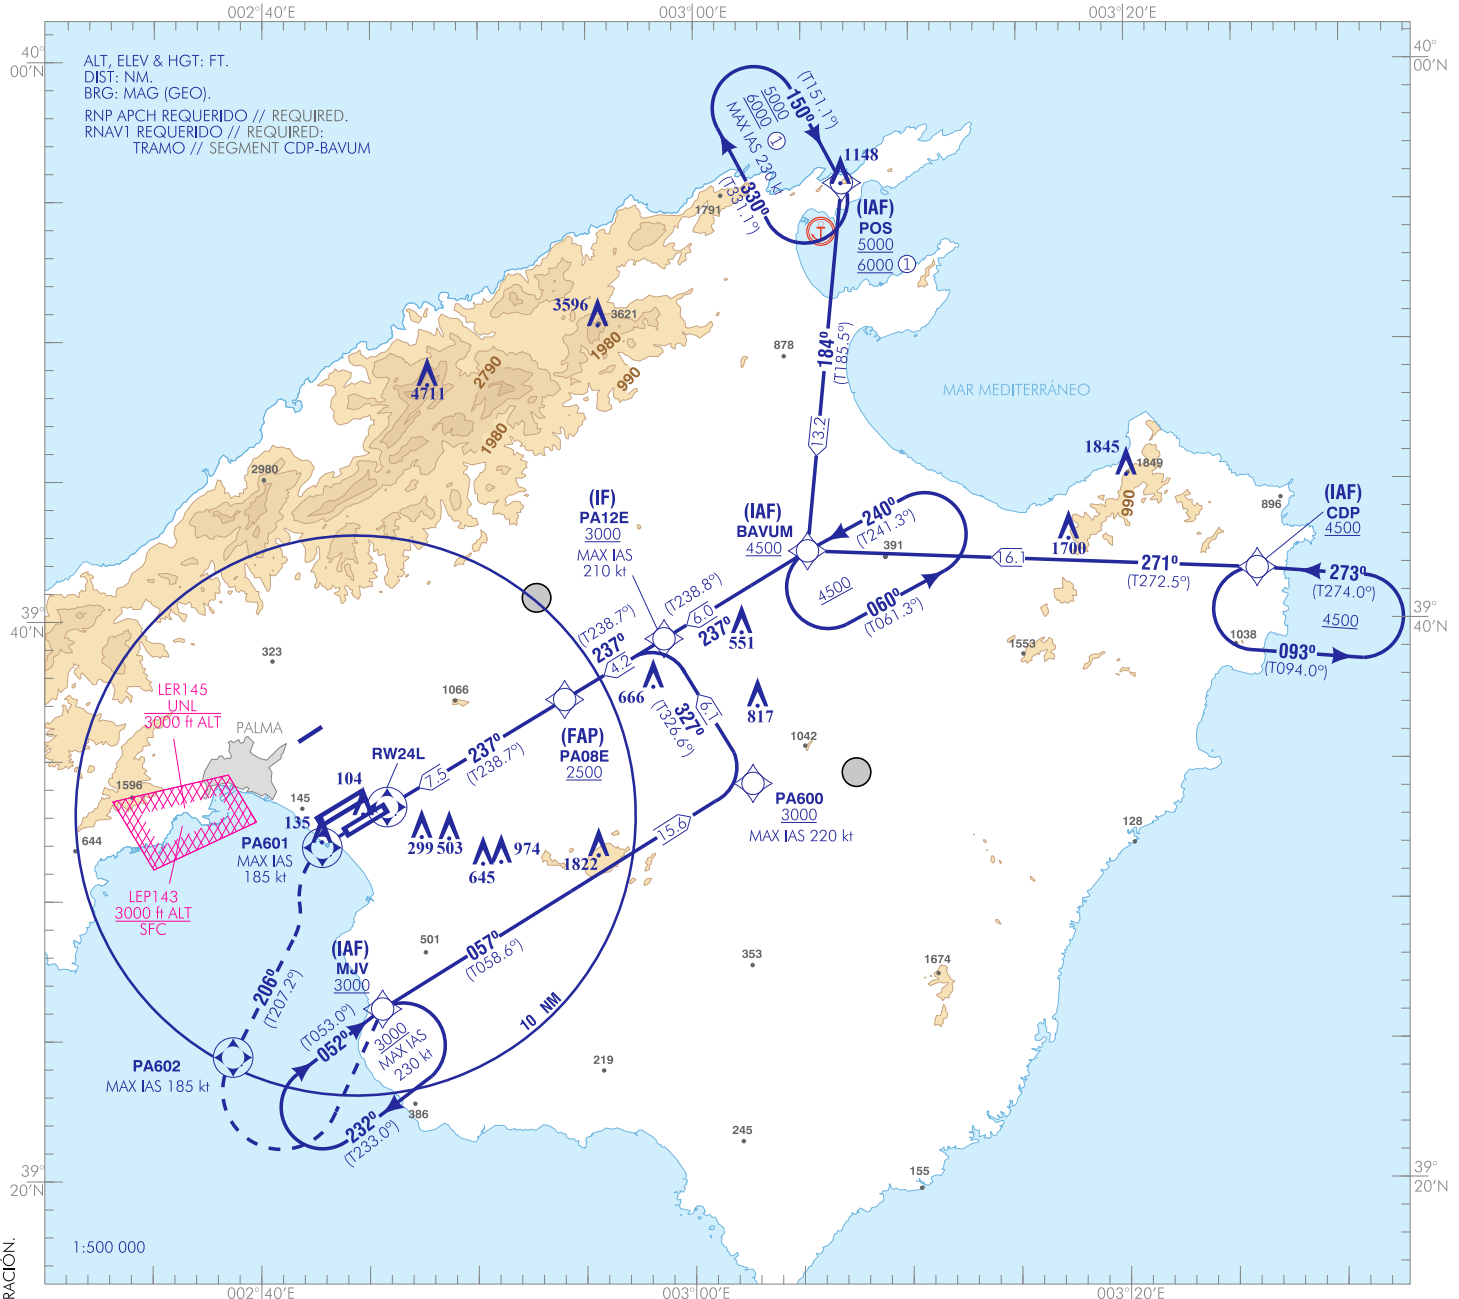 002°40'E
003°00'E
003°20'E
40°
00'N
40°
00'N
ALT, ELEV & HGT: FT.
DIST: NM.
BRG: MAG (GEO).
RNP APCH REQUERIDO // REQUIRED.
RNAV1 REQUERIDO // REQUIRED:
TRAMO // SEGMENT CDP-BAVUM
150°
(T151.1°)
5000
6000 1
MAX IAS 230 kt
330°
(T331.1°)
1148
(IAF)
POS
5000
6000 1
J
1791
3596
3621
1980
2790
990
4711
1980
878
184°
(T185.5°)
13.2
MAR MEDITERRÁNEO
2980
1845
1849
990
1700
896
(IAF)
CDP
4500
(IF)
PA12E
3000
MAX IAS
210 kt
(IAF)
BAVUM
4500
240°
(T241.3°)
391
4500
060°
(T061.3°)
16.1
271°
(T272.5°)
273°
(T274.0°)
4500
1038
093°
(T094.0°)
39°
40'N
39°
40'N
(T238.7°)
237°
4.2
(T238.8°)
6.0
237°
551
323
666
1066
817
6.1
327°
(T326.6°)
1553
1042
LER145
UNL
3000 ft ALT
PALMA
RW24L
237°
(T238.7°)
7.5
(FAP)
PA08E
2500
PA600
3000
MAX IAS 220 kt
1596
145
104
135
644
PA601
MAX IAS
185 kt
299
503
645
974
1822
15.6
128
LEP143
3000 ft ALT
SFC
501
057°
(T058.6°)
353
1674
(IAF)
MJV
3000
206°
(T207.2°)
(T053.0°)
052°
3000
MAX IAS
230 kt
10 NM
PA602
MAX IAS 185 kt
219
386
232°
(T233.0°)
245
155
39°
20'N
39°
20'N
1:500 000
RACIÓN.
002°40'E
003°00'E
003°20'E